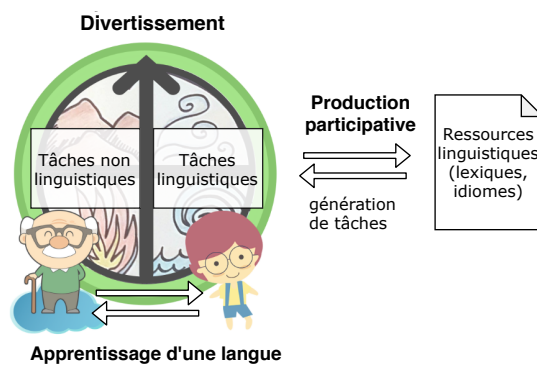 Divertissement
Tâches non
linguistiques
Tâches
linguistiques
Production
participative
génération
de tâches
Ressources
linguistiques
(lexiques,
idiomes)
Apprentissage d'une langue